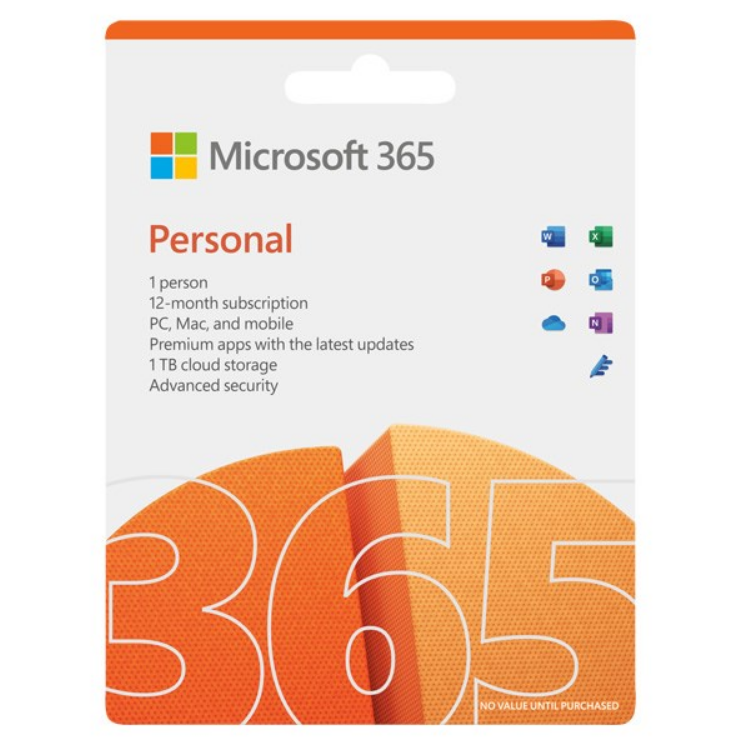 Microsoft 365
Personal
1 person
12-month subscription
PC, Mac, and mobile
Premium apps with the latest updates
1 TB cloud storage
Advanced security
W
X
P
O
N
365
NO VALUE UNTIL PURCHASED